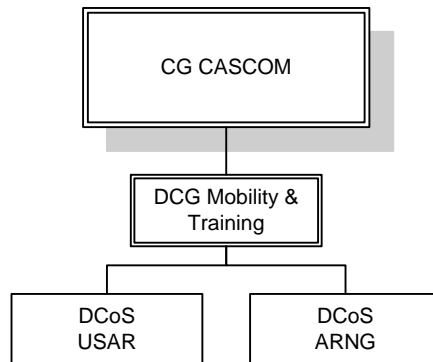 CG CASCOM
DCG Mobility &
Training
DCoS
USAR
DCoS
ARNG